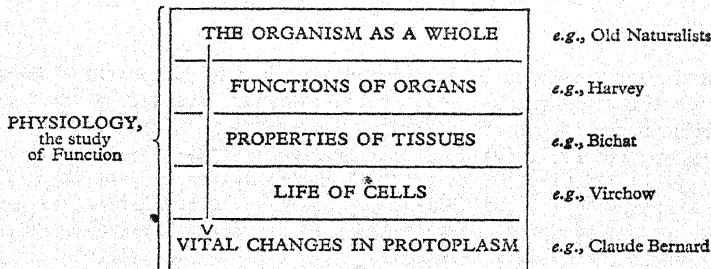 THE ORGANISM AS A WHOLE e.g., Old Naturalists
FUNCTIONS OF ORGANS e.g., Harvey
PHYSIOLOGY,
the study
of Function
PROPERTIES OF TISSUES e.g., Bichat
LIFE OF CELLS e.g., Virchow
VITAL CHANGES IN PROTOPLASM e.g., Claude Bernard